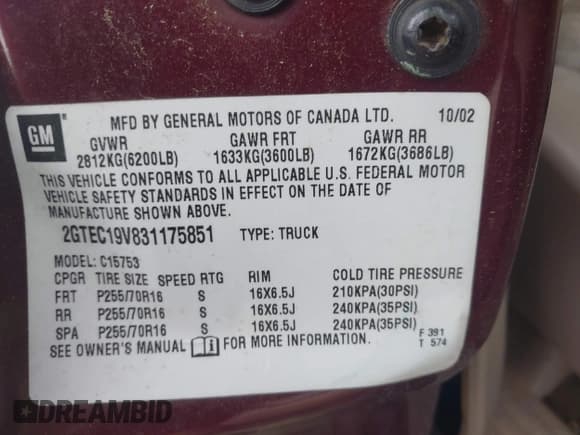 GM
MFD BY GENERAL MOTORS OF CANADA LTD. 10/02
GVWR GAWR FRT GAWR RR
2812KG(6200LB) 1633KG(3600LB) 1672KG(3686LB)
THIS VEHICLE CONFORMS TO ALL APPLICABLE U.S. FEDERAL MOTOR
VEHICLE SAFETY STANDARDS IN EFFECT ON THE DATE OF
MANUFACTURE SHOWN ABOVE.
2GTEC19V831175851 TYPE: TRUCK
MODEL: C15753
CPGR TIRE SIZE SPEED RTG RIM COLD TIRE PRESSURE
FRT P255/70R16 S 16X6.5J 210KPA(30PSI)
RR P255/70R16 S 16X6.5J 240KPA(35PSI)
SPA P255/70R16 S 16X6.5J 240KPA(35PSI)
SEE OWNER'S MANUAL i FOR MORE INFORMATION.
F 391
T 574
DREAMBID